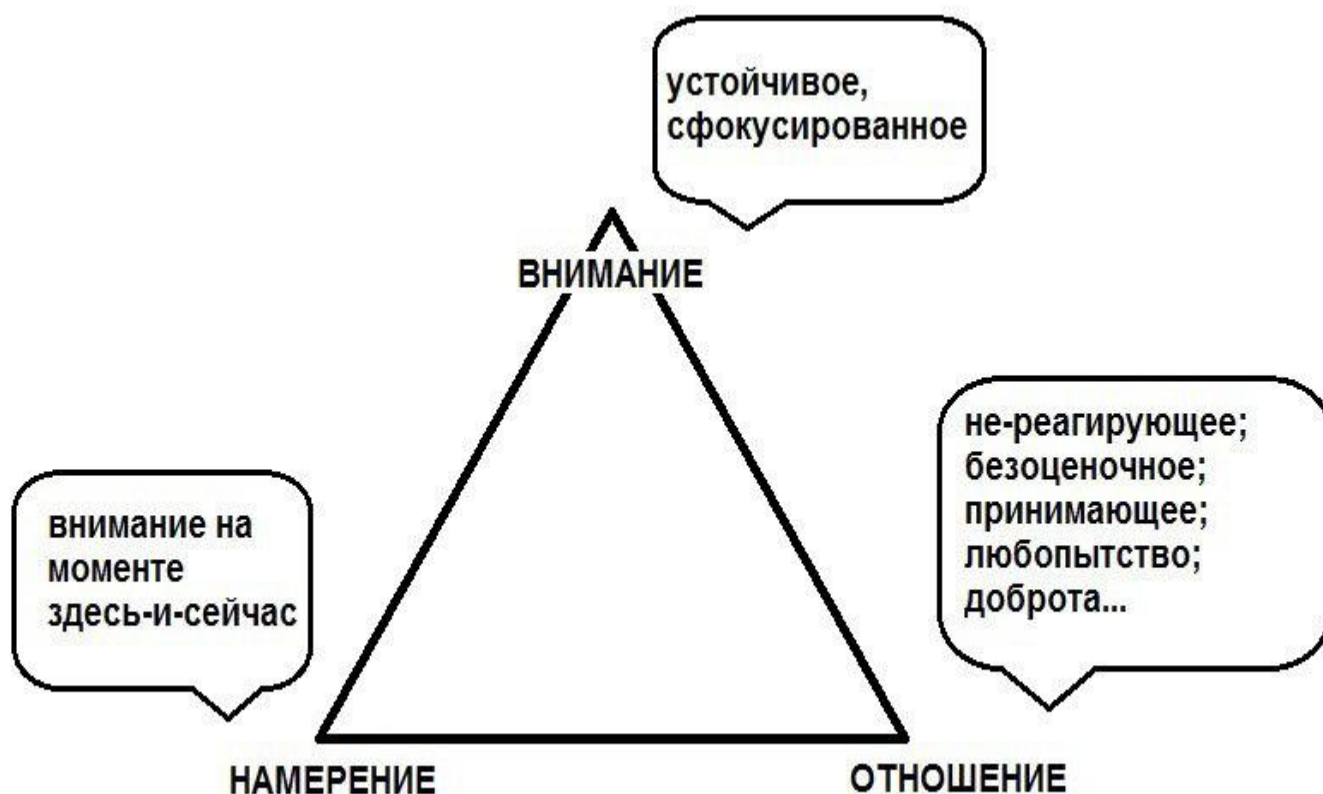 устойчивое,
сфокусированное
ВНИМАНИЕ
не-реагирующее;
безоценочное;
принимающее;
любопытство;
доброта...
внимание на
моменте
здесь-и-сейчас
НАМЕРЕНИЕ
ОТНОШЕНИЕ